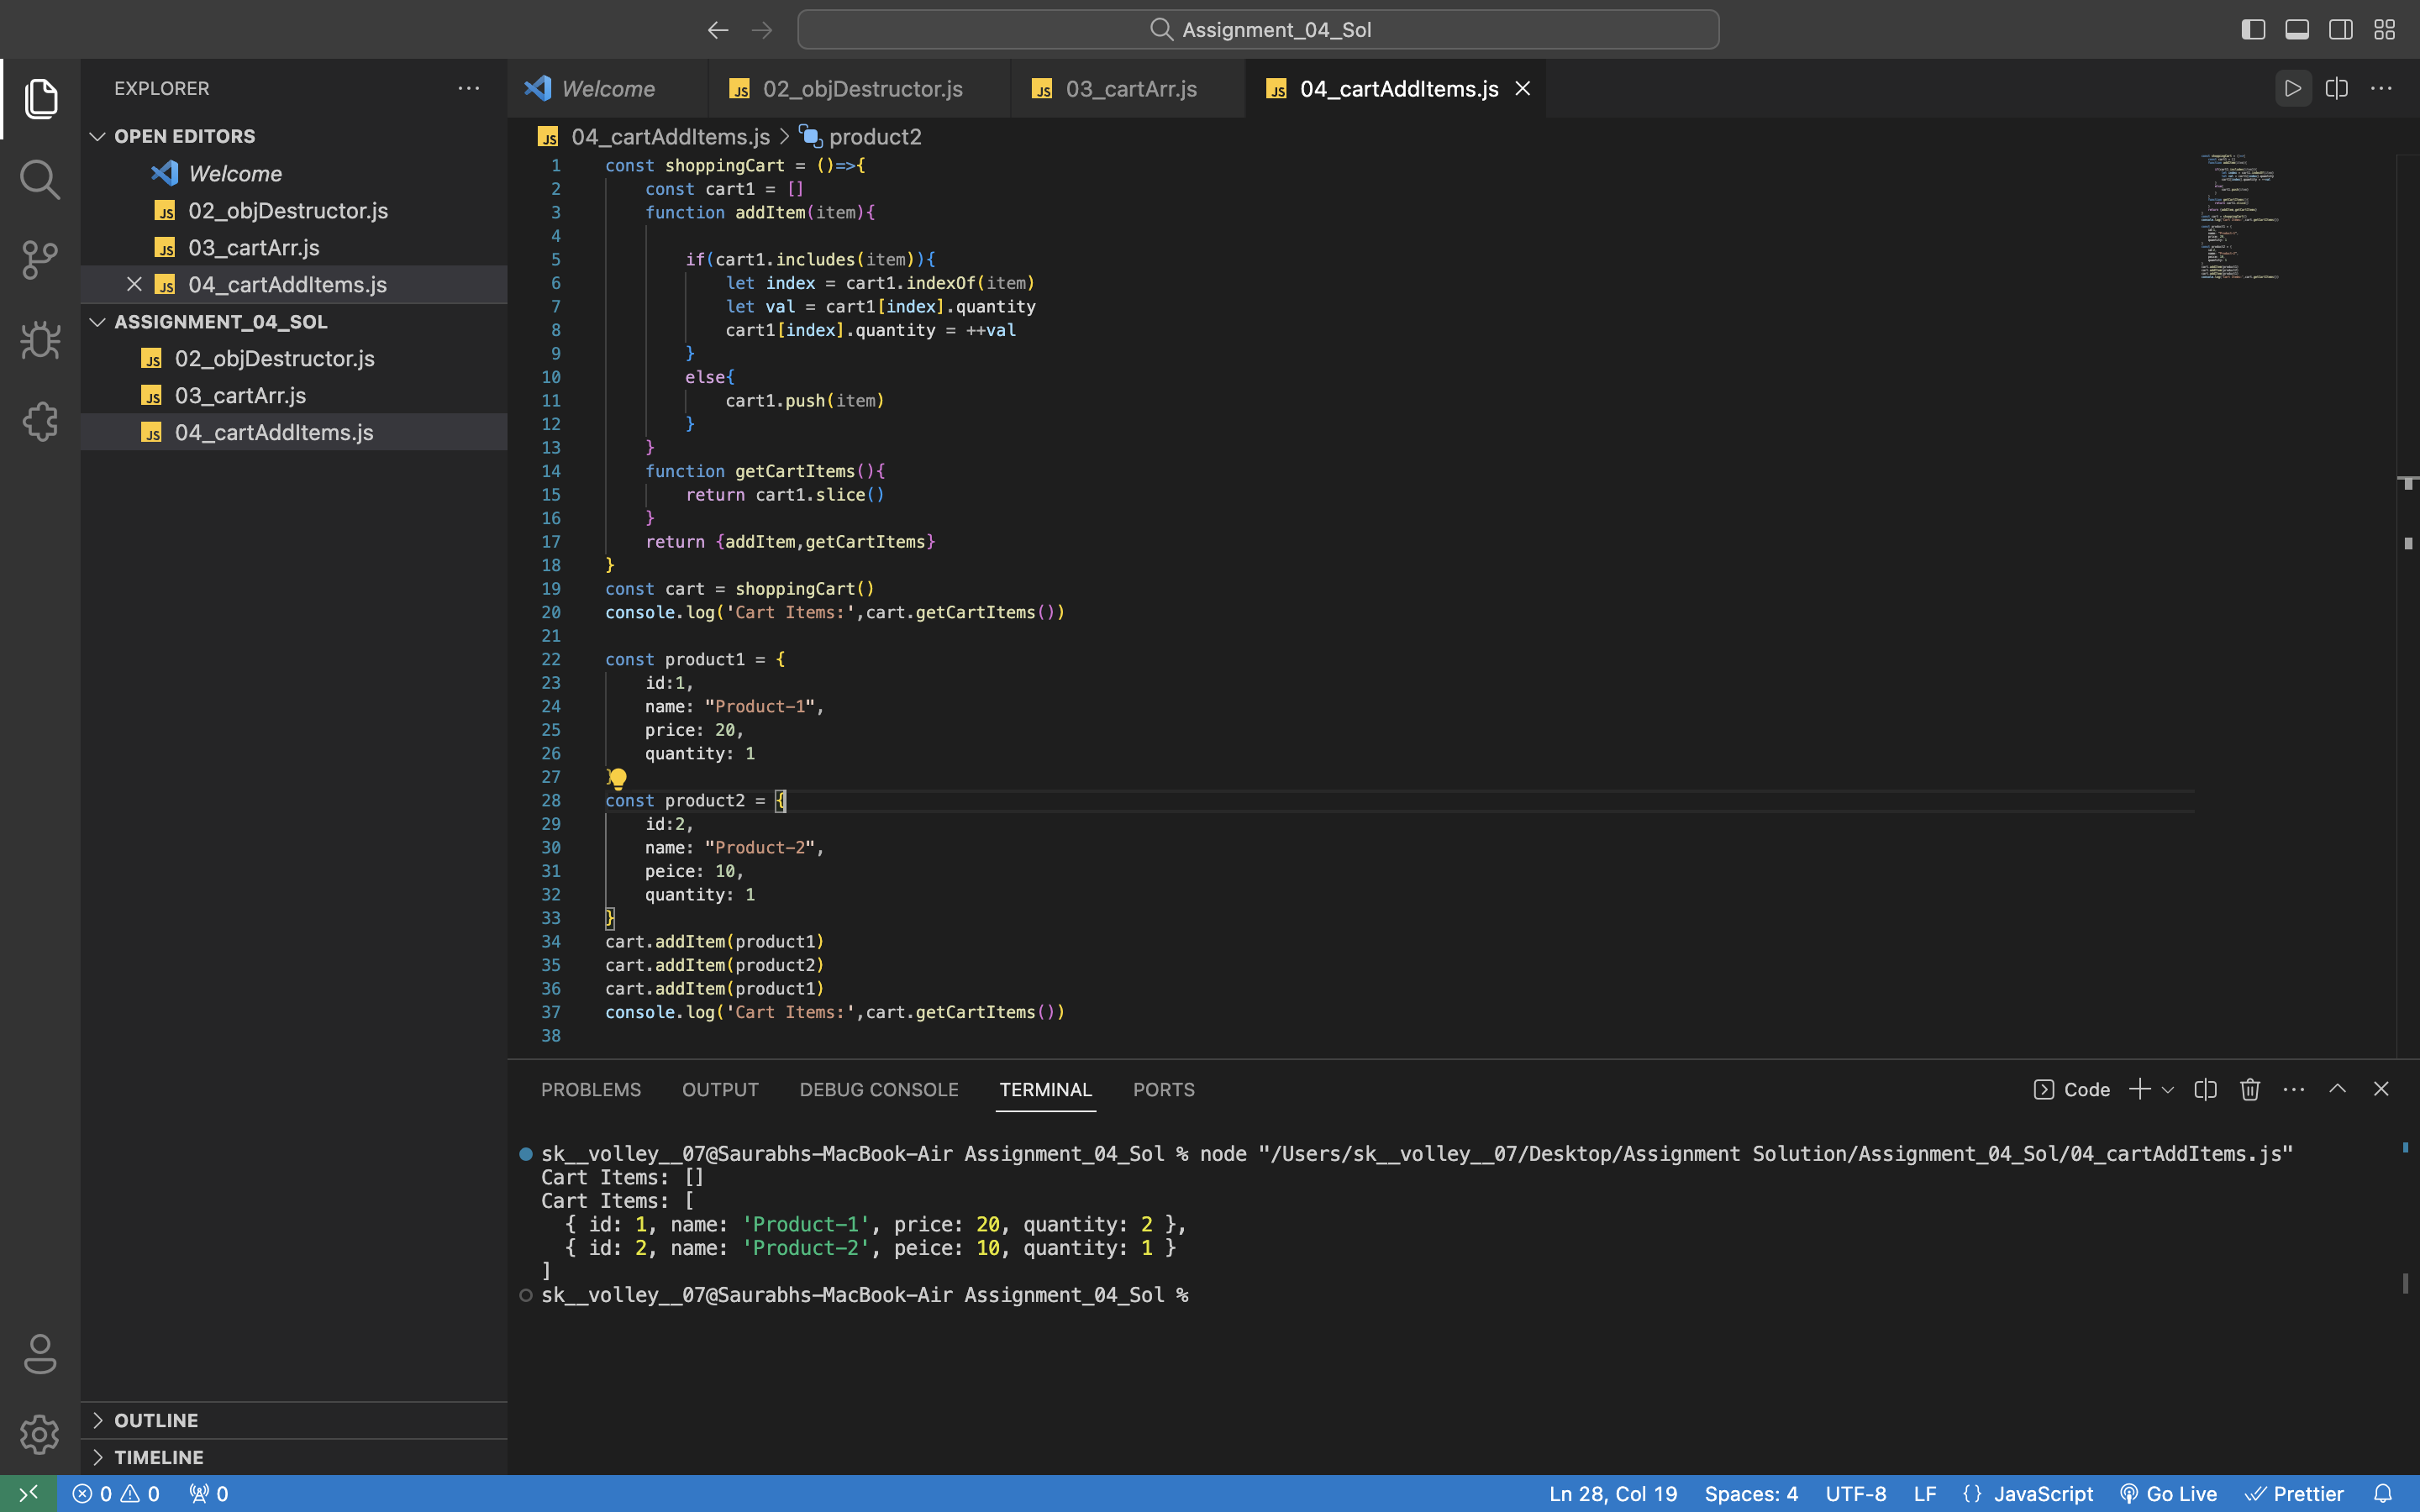 Assignment_04_Sol
EXPLORER
OPEN EDITORS
Welcome
02_objDestructor.js
03_cartArr.js
04_cartAddItems.js
ASSIGNMENT_04_SOL
02_objDestructor.js
03_cartArr.js
04_cartAddItems.js
OUTLINE
TIMELINE
Welcome 02_objDestructor.js 03_cartArr.js 04_cartAddItems.js
04_cartAddItems.js > product2
1 const shoppingCart = ()=>{
2 const cart1 = []
3 function addItem(item){
4
5 if(cart1.includes(item)){
6 let index = cart1.indexOf(item)
7 let val = cart1[index].quantity
8 cart1[index].quantity = ++val
9 }
10 else{
11 cart1.push(item)
12 }
13 }
14 function getCartItems(){
15 return cart1.slice()
16 }
17 return {addItem,getCartItems}
18 }
19 const cart = shoppingCart()
20 console.log('Cart Items:',cart.getCartItems())
21
22 const product1 = {
23 id:1,
24 name: "Product-1",
25 price: 20,
26 quantity: 1
27 }
28 const product2 = {
29 id:2,
30 name: "Product-2",
31 peice: 10,
32 quantity: 1
33 }
34 cart.addItem(product1)
35 cart.addItem(product2)
36 cart.addItem(product1)
37 console.log('Cart Items:',cart.getCartItems())
38
PROBLEMS OUTPUT DEBUG CONSOLE TERMINAL PORTS Code
sk__volley__07@Saurabhs-MacBook-Air Assignment_04_Sol % node "/Users/sk__volley__07/Desktop/Assignment Solution/Assignment_04_Sol/04_cartAddItems.js"
Cart Items: []
Cart Items: [
{ id: 1, name: 'Product-1', price: 20, quantity: 2 },
{ id: 2, name: 'Product-2', peice: 10, quantity: 1 }
]
sk__volley__07@Saurabhs-MacBook-Air Assignment_04_Sol %
0 0 0 Ln 28, Col 19 Spaces: 4 UTF-8 LF {} JavaScript Go Live Prettier